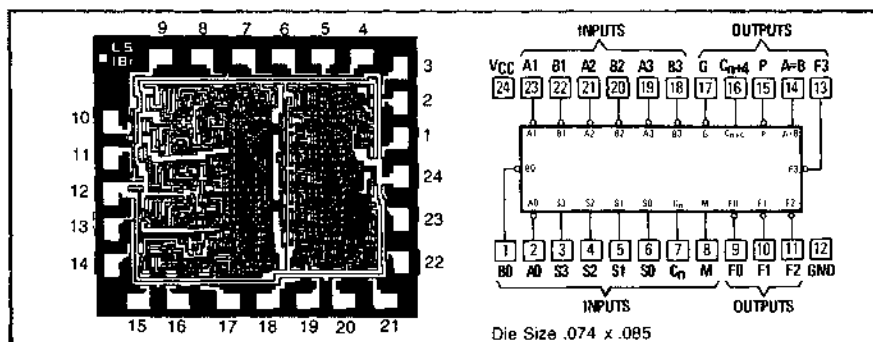 9 8 7 6 5 4
L S
181
3
2
1
24
23
22
10
11
12
13
14
15 16 17 18 19 20 21
INPUTS OUTPUTS
VCC A1 B1 A2 B2 A3 B3 G Cn+4 P A=B F3
24 23 22 21 20 19 18 17 16 15 14 13
A1 B1 A2 B2 A3 B3 G Cn+4 P A=B
B0 F3
A0 S3 S2 S1 S0 Cn M F0 F1 F2
1 2 3 4 5 6 7 8 9 10 11 12
B0 A0 S3 S2 S1 S0 Cn M F0 F1 F2 GND
INPUTS OUTPUTS
Die Size .074 x .085